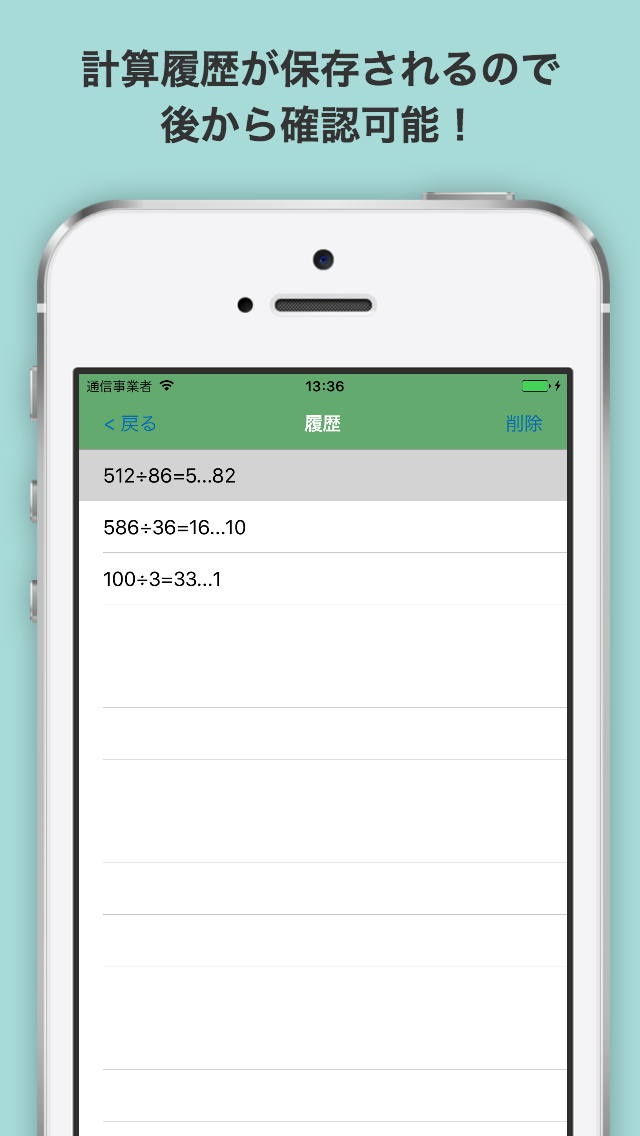 計算履歴が保存されるので
後から確認可能！
通信事業者 13:36
< 戻る 履歴 削除
512÷86=5...82
586÷36=16...10
100÷3=33...1